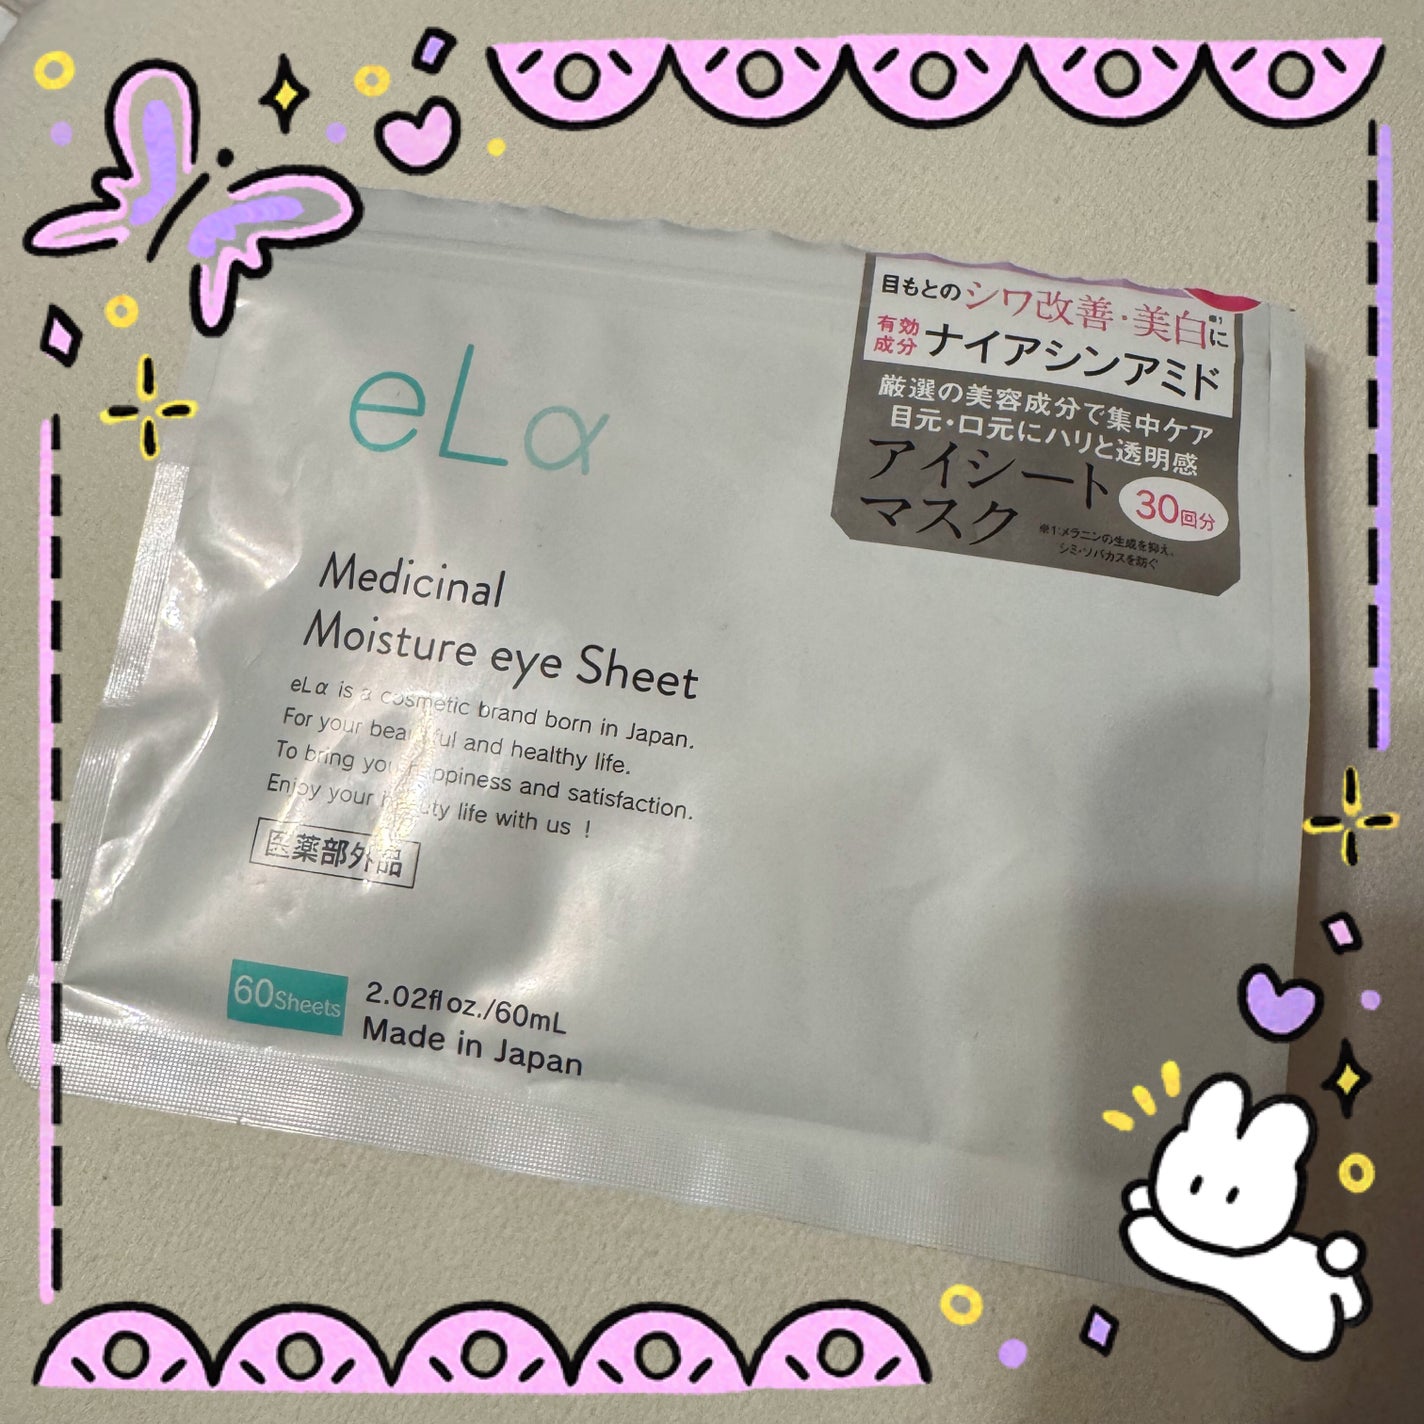 目もとのシワ改善・美白※1に
有効成分 ナイアシンアミド
厳選の美容成分で集中ケア
目元・口元にハリと透明感
アイシート
マスク
30回分
※1:メラニンの生成を抑え、
シミ・ソバカスを防ぐ
eLα
Medicinal
Moisture eye Sheet
eLα is a cosmetic brand born in Japan.
For your beautiful and healthy life.
To bring you happiness and satisfaction.
Enjoy your beauty life with us !
医薬部外品
60Sheets
2.02fl oz./60mL
Made in Japan